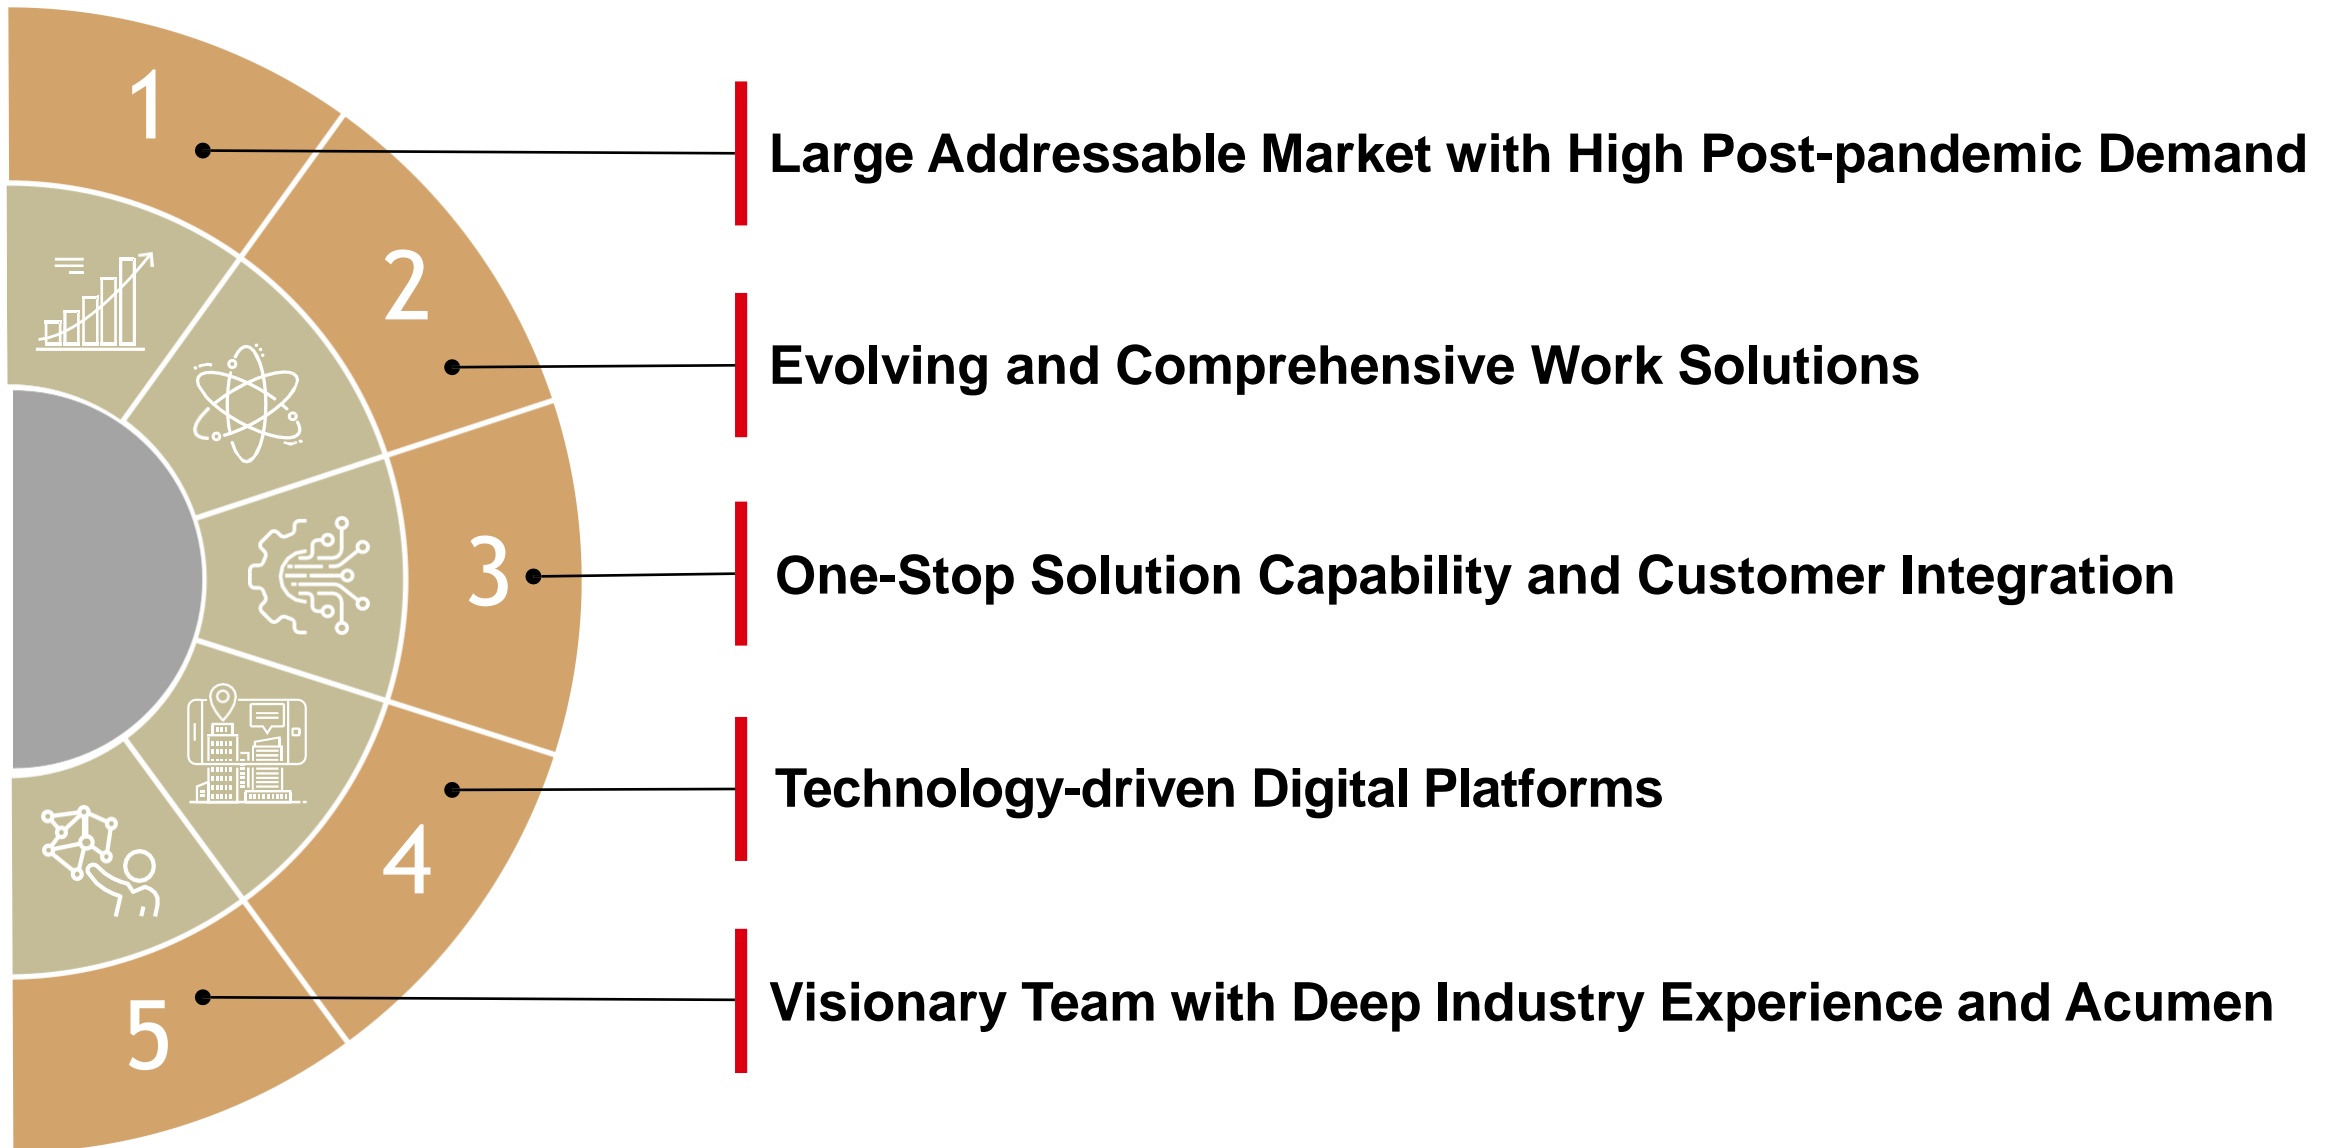 1
Large Addressable Market with High Post-pandemic Demand
2
Evolving and Comprehensive Work Solutions
3
One-Stop Solution Capability and Customer Integration
Technology-driven Digital Platforms
4
Visionary Team with Deep Industry Experience and Acumen
5